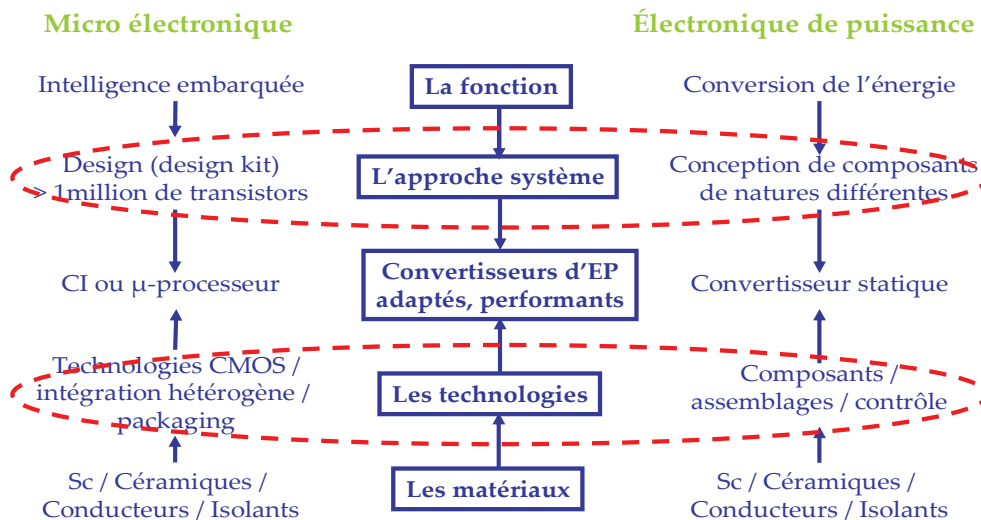 Micro électronique
Électronique de puissance
Intelligence embarquée
La fonction
Conversion de l'énergie
Design (design kit)
> 1million de transistors
L'approche système
Conception de composants
de natures différentes
CI ou μ-processeur
Convertisseurs d'EP
adaptés, performants
Convertisseur statique
Technologies CMOS /
intégration hétérogène /
packaging
Les technologies
Composants /
assemblages / contrôle
Sc / Céramiques /
Conducteurs / Isolants
Les matériaux
Sc / Céramiques /
Conducteurs / Isolants